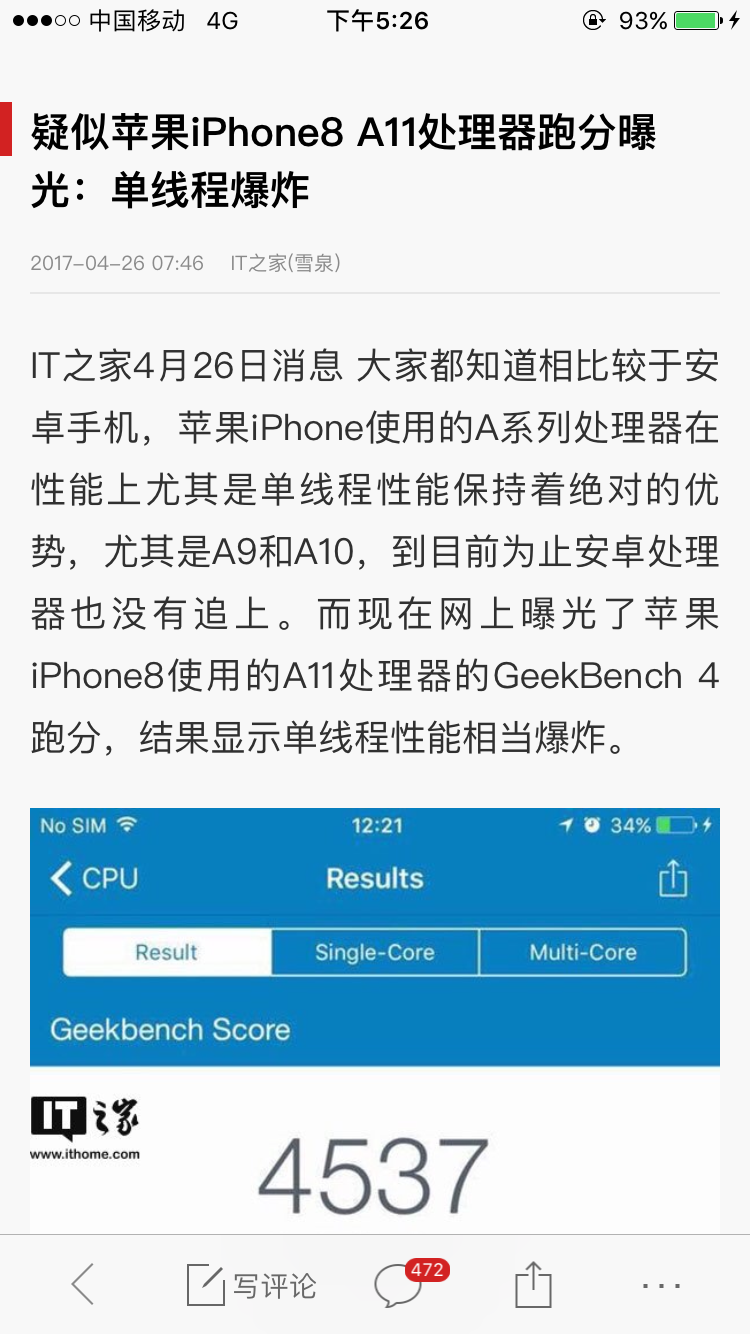 中国移动 4G 下午5:26 93%
疑似苹果iPhone8 A11处理器跑分曝
光：单线程爆炸
2017-04-26 07:46 IT之家(雪泉)
IT之家4月26日消息 大家都知道相比较于安
卓手机，苹果iPhone使用的A系列处理器在
性能上尤其是单线程性能保持着绝对的优
势，尤其是A9和A10，到目前为止安卓处理
器也没有追上。而现在网上曝光了苹果
iPhone8使用的A11处理器的GeekBench 4
跑分，结果显示单线程性能相当爆炸。
No SIM 12:21 34%
CPU Results
Result Single-Core Multi-Core
Geekbench Score
IT之家
www.ithome.com
4537
写评论 472